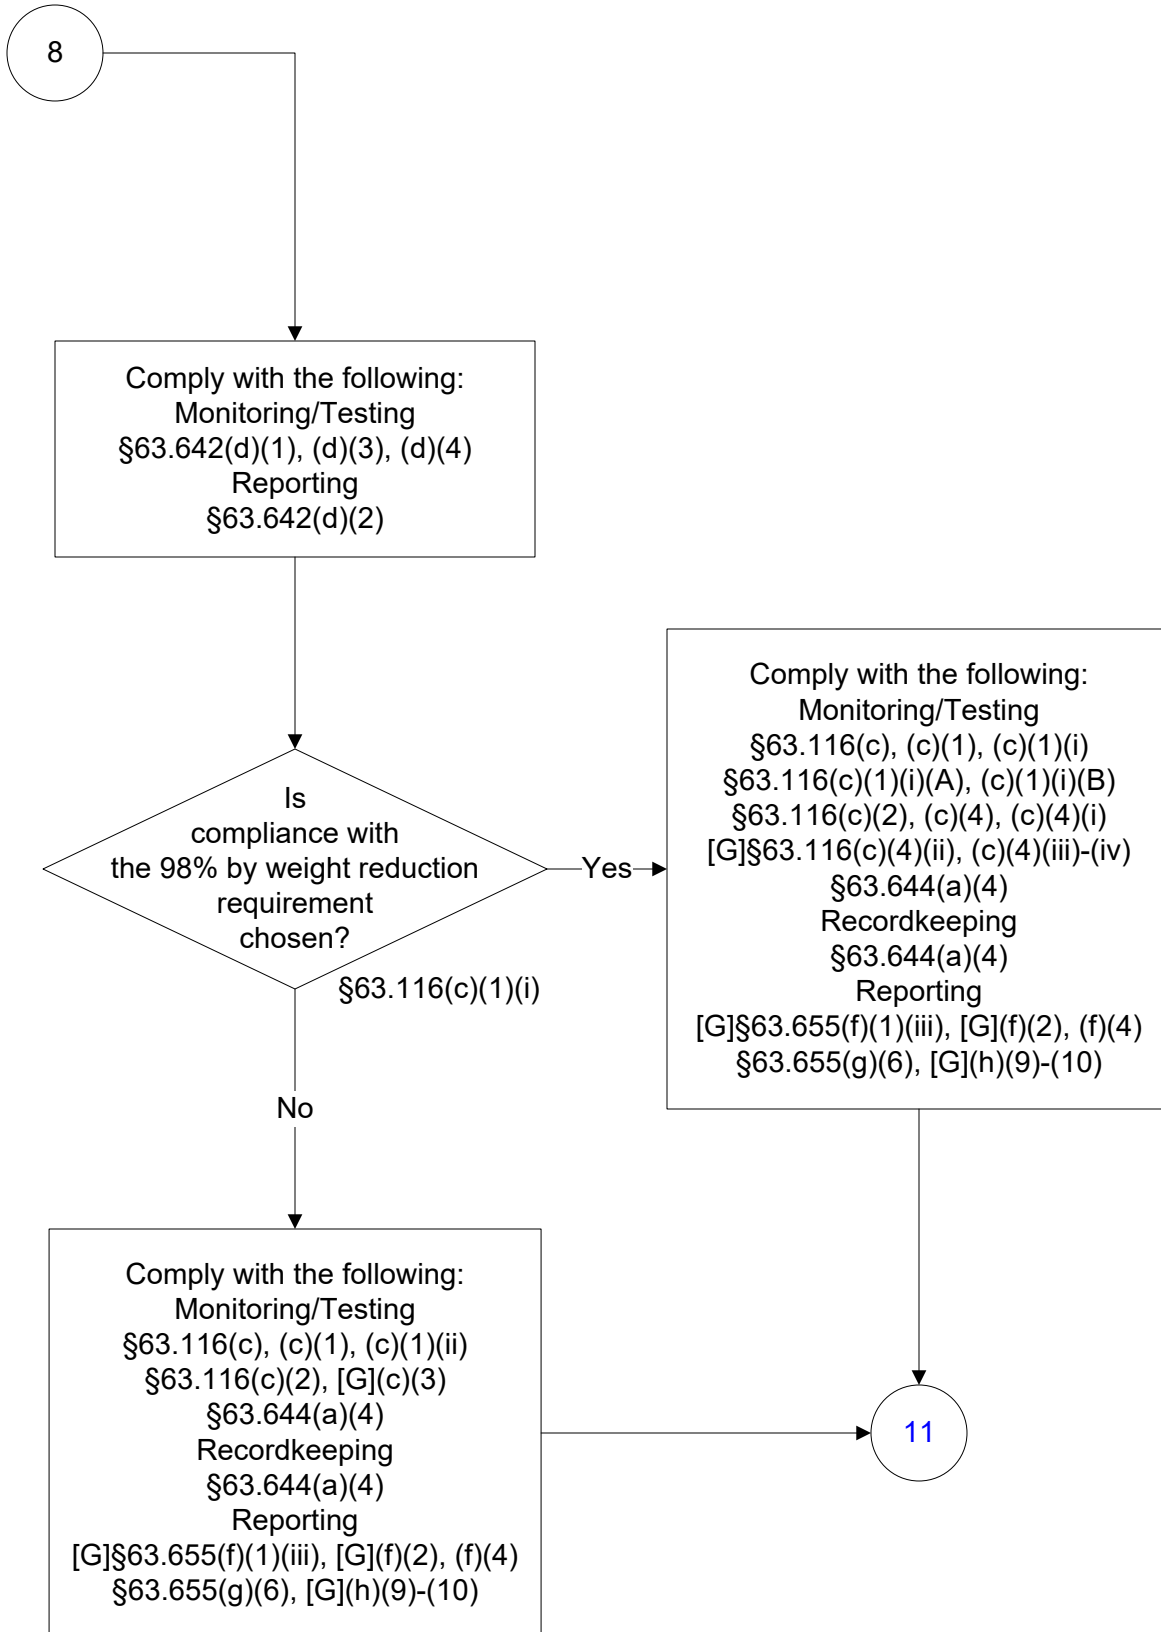 8
Comply with the following:
Monitoring/Testing
§63.642(d)(1), (d)(3), (d)(4)
Reporting
§63.642(d)(2)
Is
compliance with
the 98% by weight reduction
requirement
chosen?
§63.116(c)(1)(i)
Yes
Comply with the following:
Monitoring/Testing
§63.116(c), (c)(1), (c)(1)(i)
§63.116(c)(1)(i)(A), (c)(1)(i)(B)
§63.116(c)(2), (c)(4), (c)(4)(i)
[G]§63.116(c)(4)(ii), (c)(4)(iii)-(iv)
§63.644(a)(4)
Recordkeeping
§63.644(a)(4)
Reporting
[G]§63.655(f)(1)(iii), [G](f)(2), (f)(4)
§63.655(g)(6), [G](h)(9)-(10)
No
Comply with the following:
Monitoring/Testing
§63.116(c), (c)(1), (c)(1)(ii)
§63.116(c)(2), [G](c)(3)
§63.644(a)(4)
Recordkeeping
§63.644(a)(4)
Reporting
[G]§63.655(f)(1)(iii), [G](f)(2), (f)(4)
§63.655(g)(6), [G](h)(9)-(10)
11